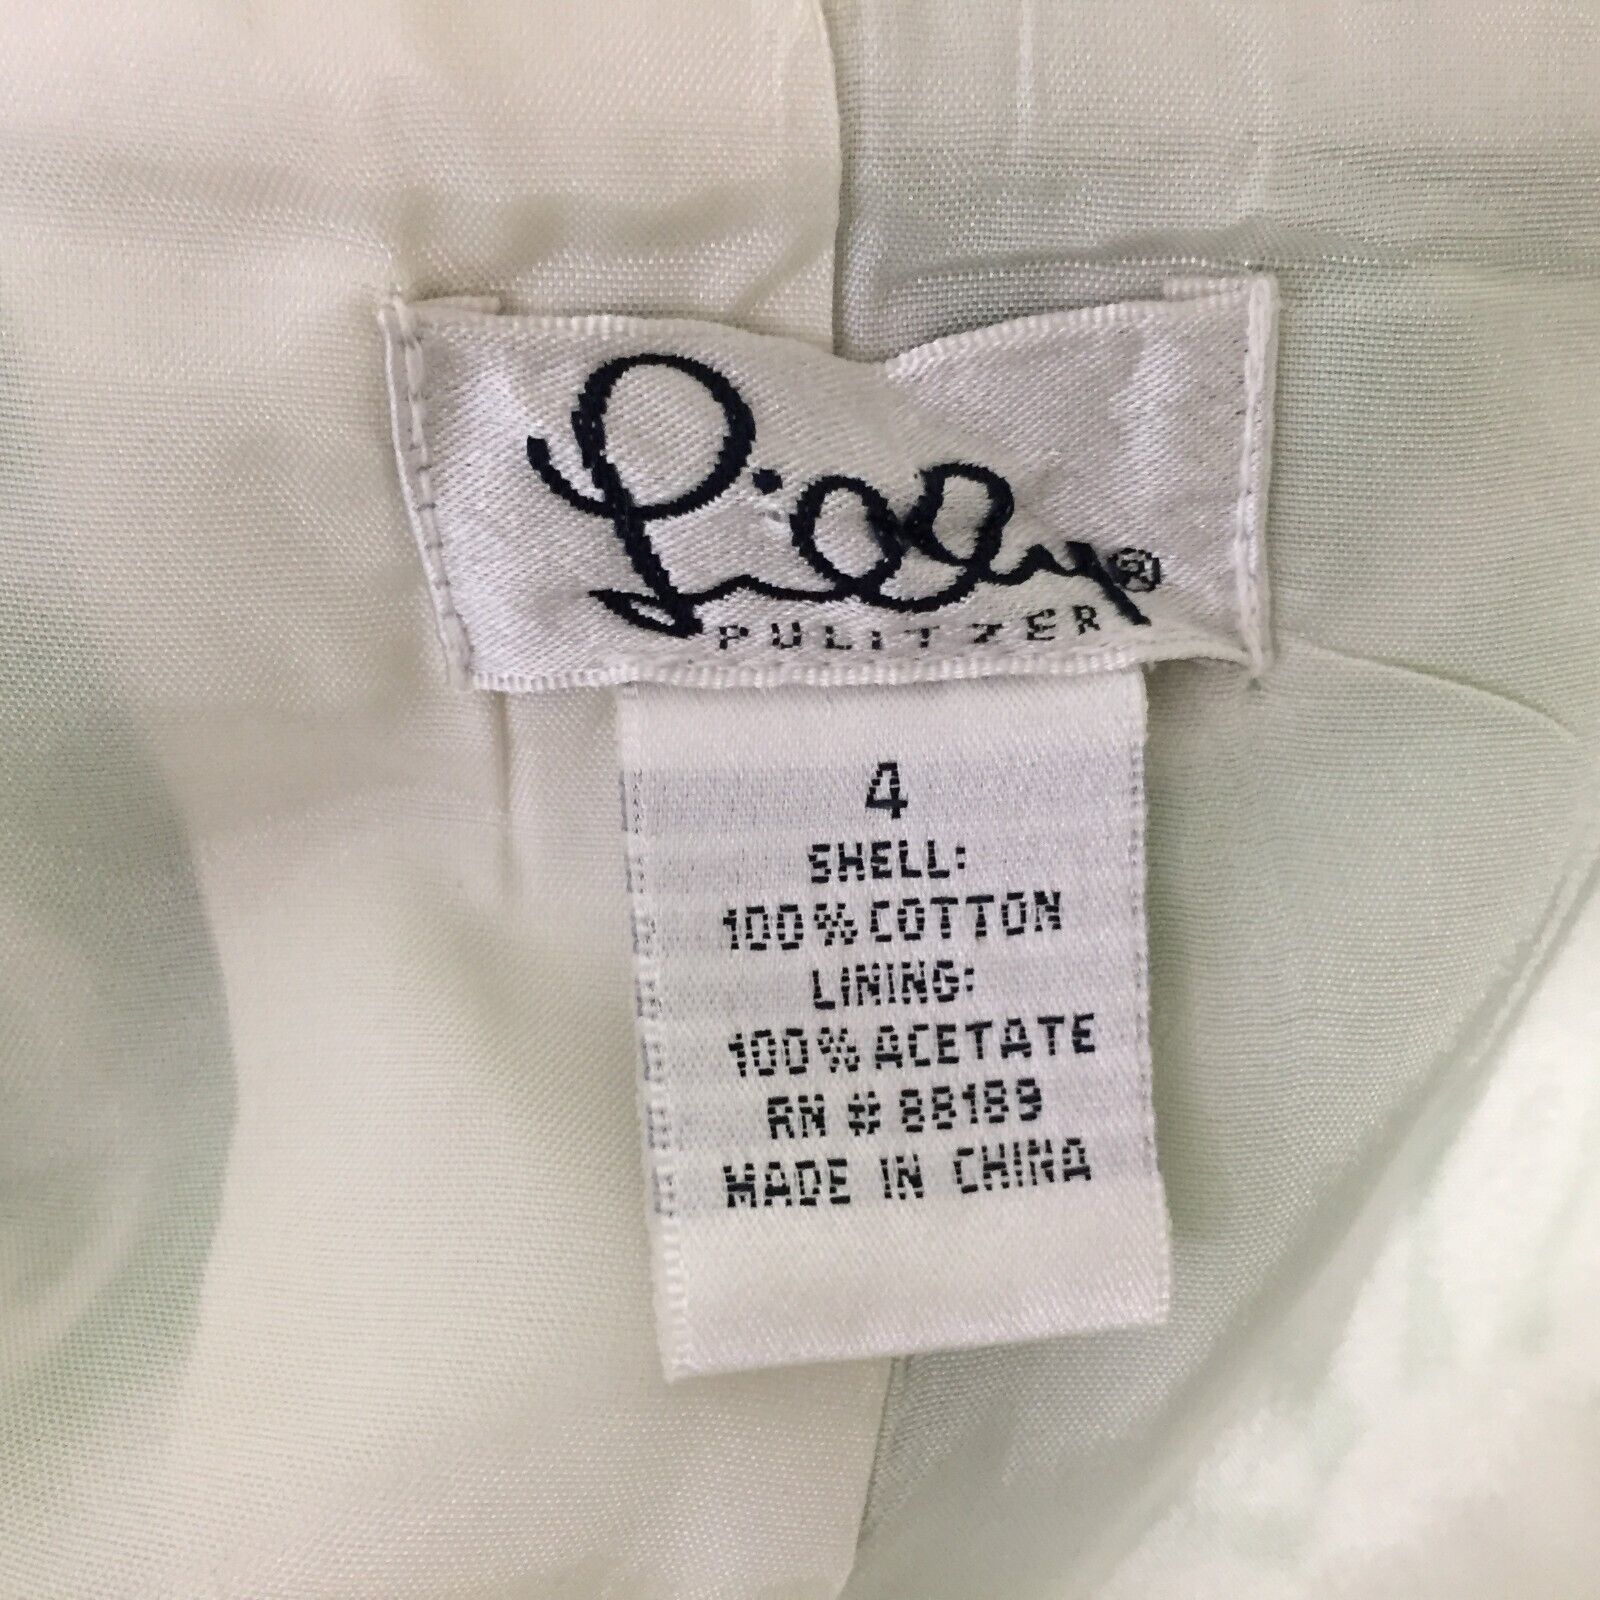 Lilly®
PULITZER
4
SHELL:
100% COTTON
LINING:
100% ACETATE
RN # 88189
MADE IN CHINA